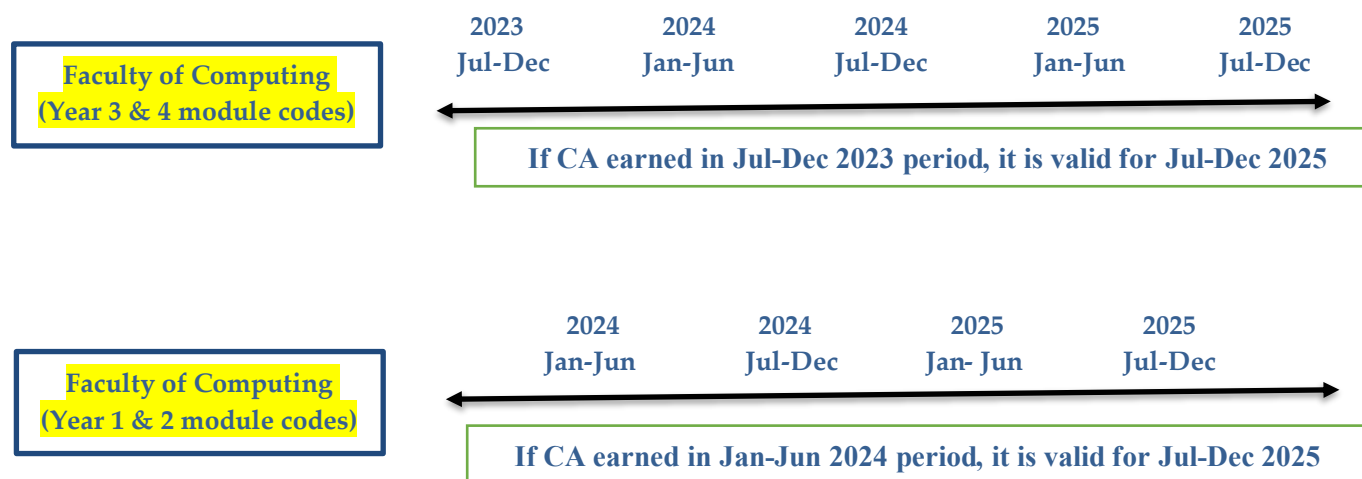 2023 2024 2024 2025 2025
Jul-Dec Jan-Jun Jul-Dec Jan-Jun Jul-Dec
Faculty of Computing
(Year 3 & 4 module codes)
If CA earned in Jul-Dec 2023 period, it is valid for Jul-Dec 2025
2024 2024 2025 2025
Jan-Jun Jul-Dec Jan- Jun Jul-Dec
Faculty of Computing
(Year 1 & 2 module codes)
If CA earned in Jan-Jun 2024 period, it is valid for Jul-Dec 2025